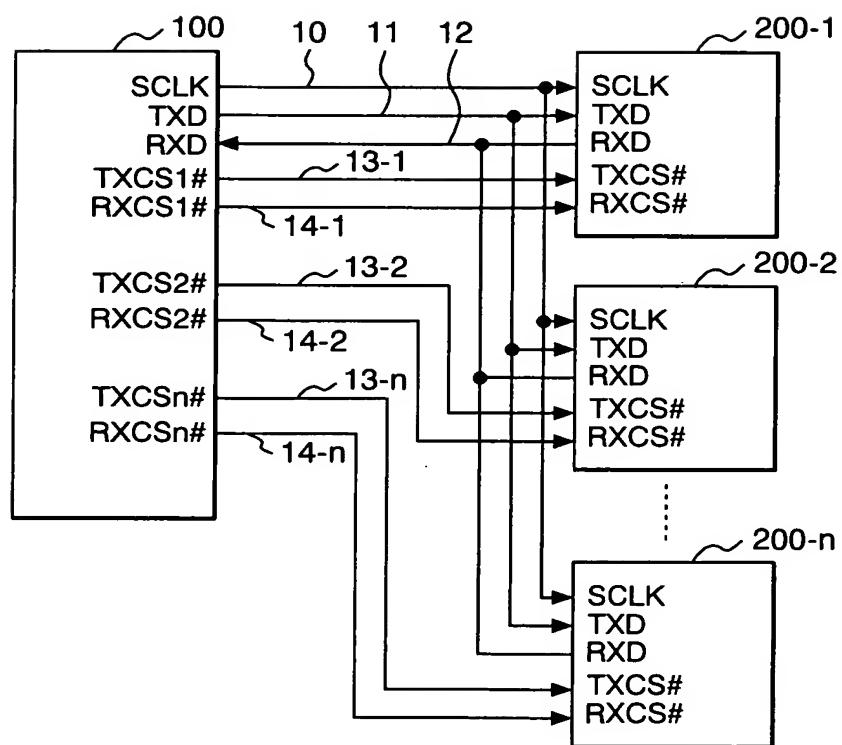 100
10
11
12
200-1
SCLK
TXD
RXD
TXCS1#
RXCS1#
13-1
14-1
SCLK
TXD
RXD
TXCS#
RXCS#
TXCS2#
RXCS2#
13-2
14-2
200-2
SCLK
TXD
RXD
TXCS#
RXCS#
TXCSn#
RXCSn#
13-n
14-n
200-n
SCLK
TXD
RXD
TXCS#
RXCS#